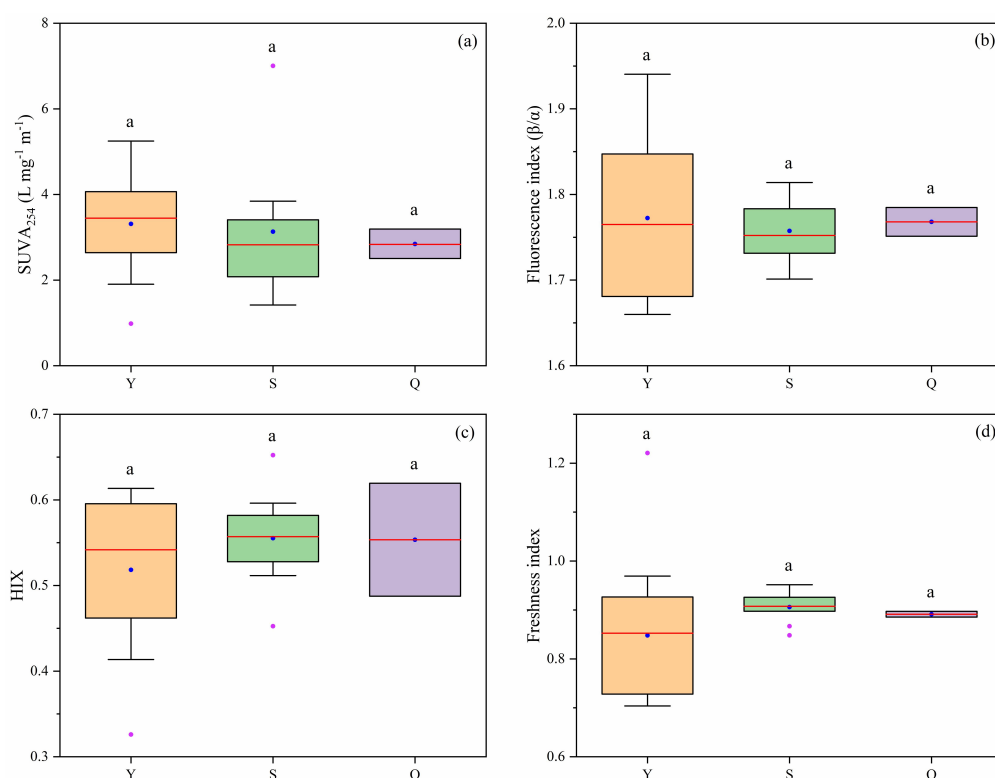 (a)
a
a
a
8
6
4
2
0
SUVA₂₅₄ (L mg⁻¹ m⁻¹)
Y
S
Q
(b)
a
a
a
2.0
1.9
1.8
1.7
1.6
Fluorescence index (β/α)
Y
S
Q
(c)
a
a
a
0.7
0.6
0.5
0.4
0.3
HIX
Y
S
Q
(d)
a
a
a
1.2
1.0
0.8
0.6
Freshness index
Y
S
Q